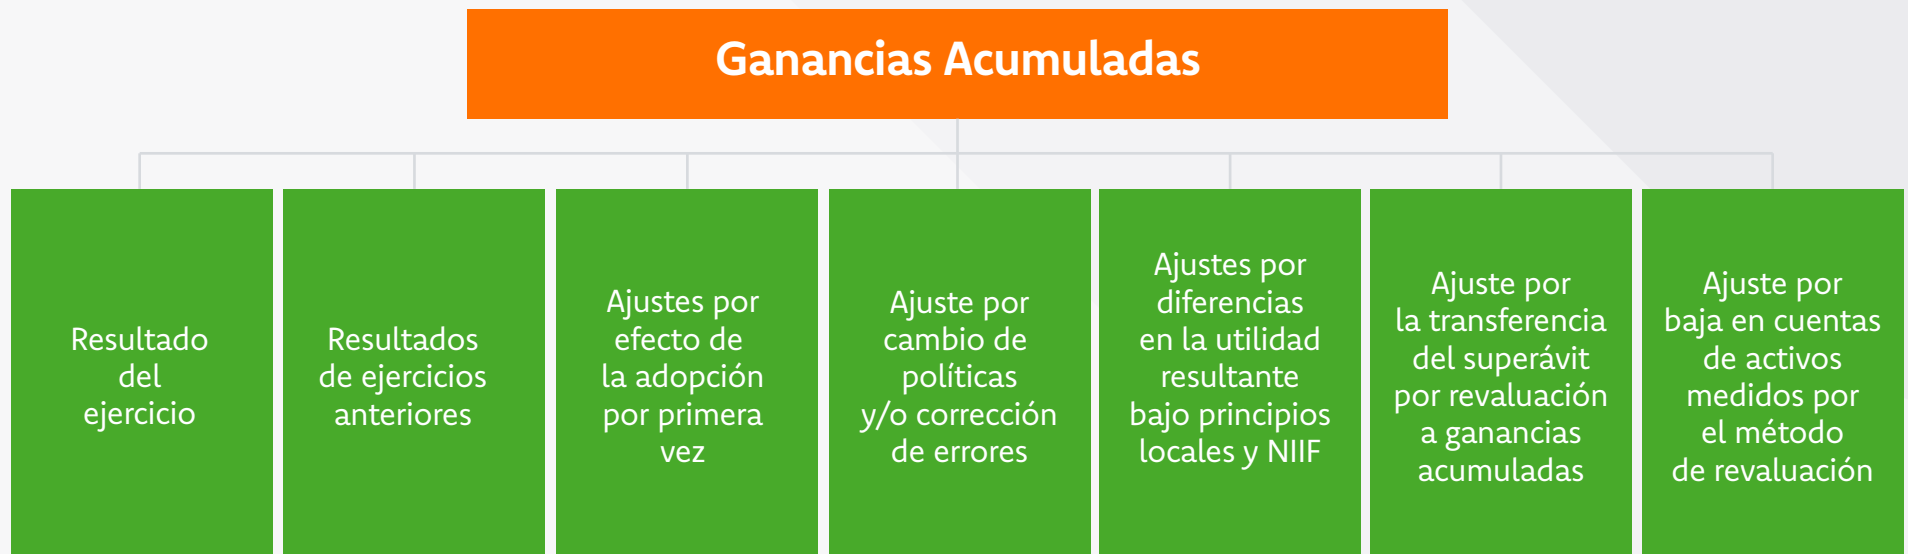 Ganancias Acumuladas
Resultado
del
ejercicio
Resultados
de ejercicios
anteriores
Ajustes por
efecto de
la adopción
por primera
vez
Ajuste por
cambio de
políticas
y/o corrección
de errores
Ajustes por
diferencias
en la utilidad
resultante
bajo principios
locales y NIIF
Ajuste por
la transferencia
del superávit
por revaluación
a ganancias
acumuladas
Ajuste por
baja en cuentas
de activos
medidos por
el método
de revaluación